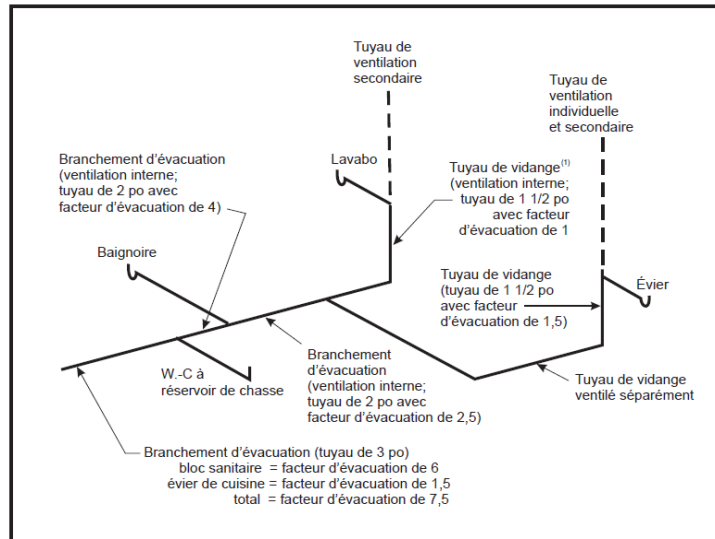 Tuyau de
ventilation
secondaire
Tuyau de
ventilation
individuelle
et secondaire
Branchement d'évacuation
(ventilation interne;
tuyau de 2 po avec
facteur d'évacuation de 4)
Lavabo
Tuyau de vidange(1)
(ventilation interne;
tuyau de 1 1/2 po
avec facteur
d'évacuation de 1
Baignoire
Tuyau de vidange
(tuyau de 1 1/2 po
avec facteur
d'évacuation de 1,5)
Évier
W.-C à
réservoir de chasse
Branchement
d'évacuation
(ventilation interne;
tuyau de 2 po avec
facteur d'évacuation de 2,5)
Tuyau de vidange
ventilé séparément
Branchement d'évacuation (tuyau de 3 po)
bloc sanitaire = facteur d'évacuation de 6
évier de cuisine = facteur d'évacuation de 1,5
total = facteur d'évacuation de 7,5